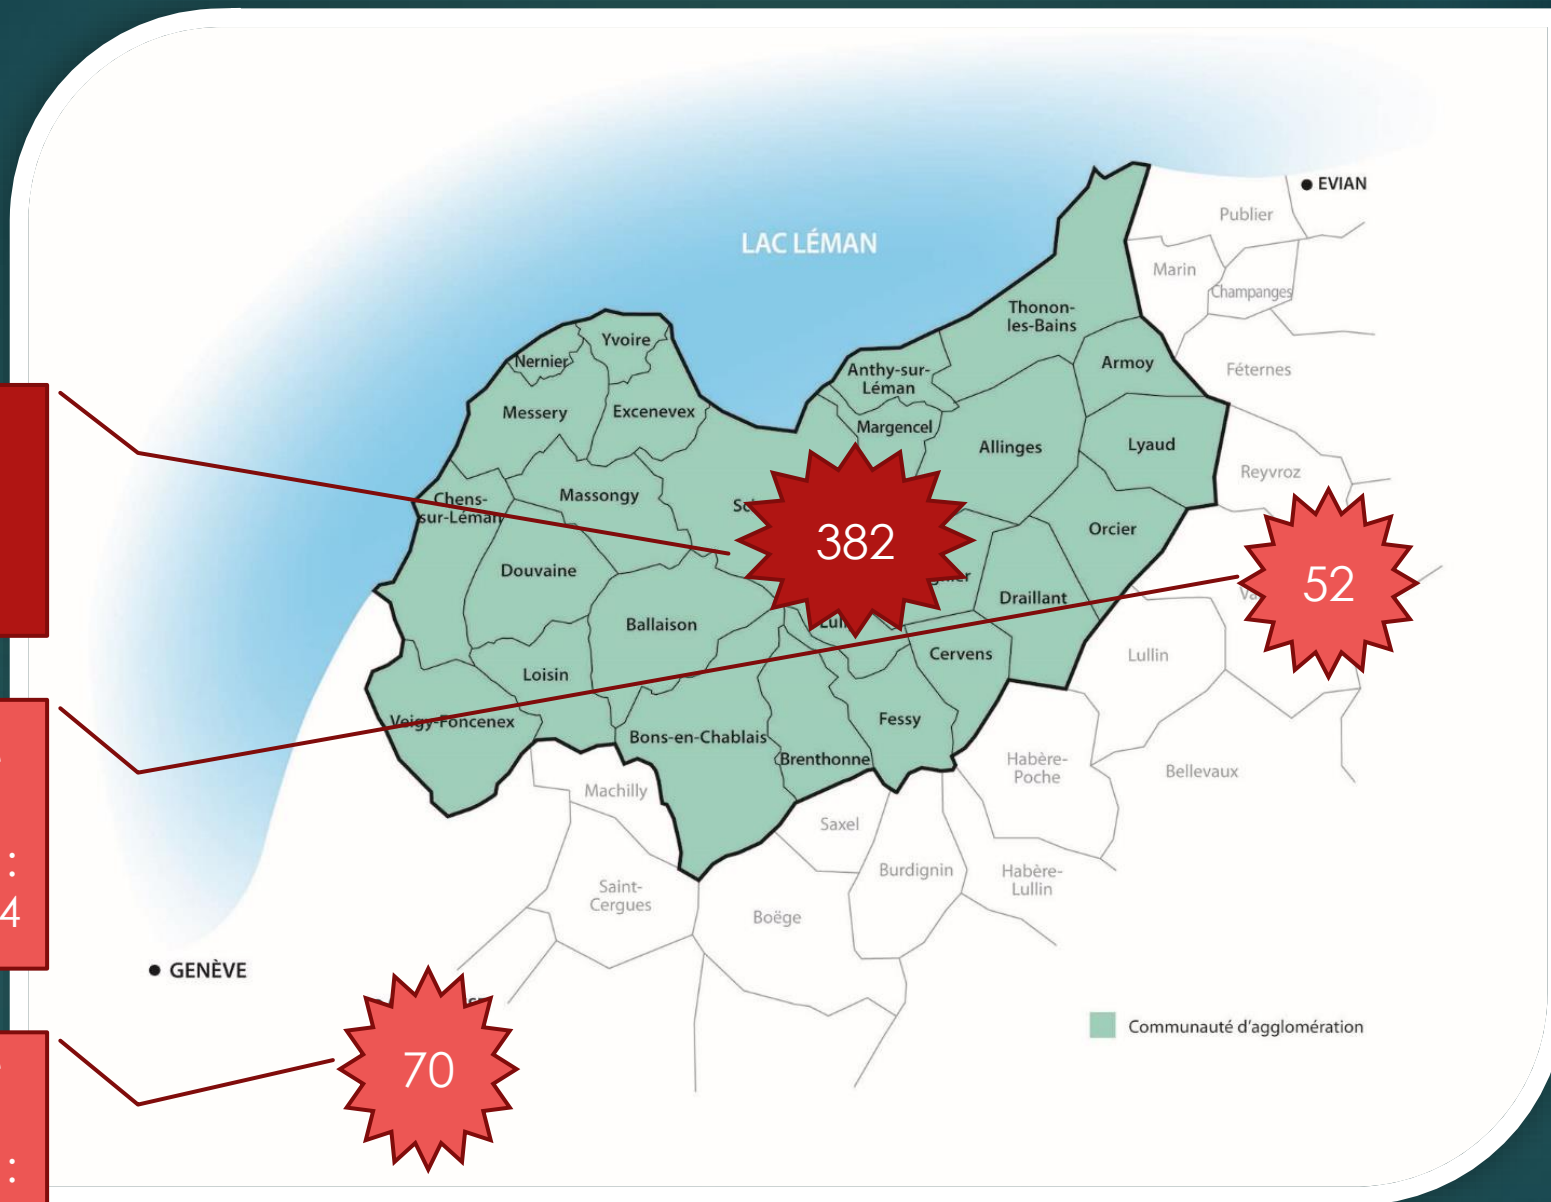 EVIAN
Publier
LAC LÉMAN
Marin
Champanges
Thonon-
les-Bains
Yvoire
Nernier
Armoy
Anthy-sur-
Léman
Féternes
Messery
Excenevex
Margencel
Allinges
Lyaud
Reyvroz
Massongy
Chens-
sur-Léman
Orcier
382
Douvaine
52
Draillant
Ballaison
Cervens
Lullin
Loisin
Veigy-Foncenex
Fessy
Bons-en-Chablais
Brenthonne
Habère-
Poche
Bellevaux
Machilly
Saxel
:
Burdignin
Habère-
Lullin
Saint-
Cergues
4
Boëge
GENÈVE
Communauté d'agglomération
70
: